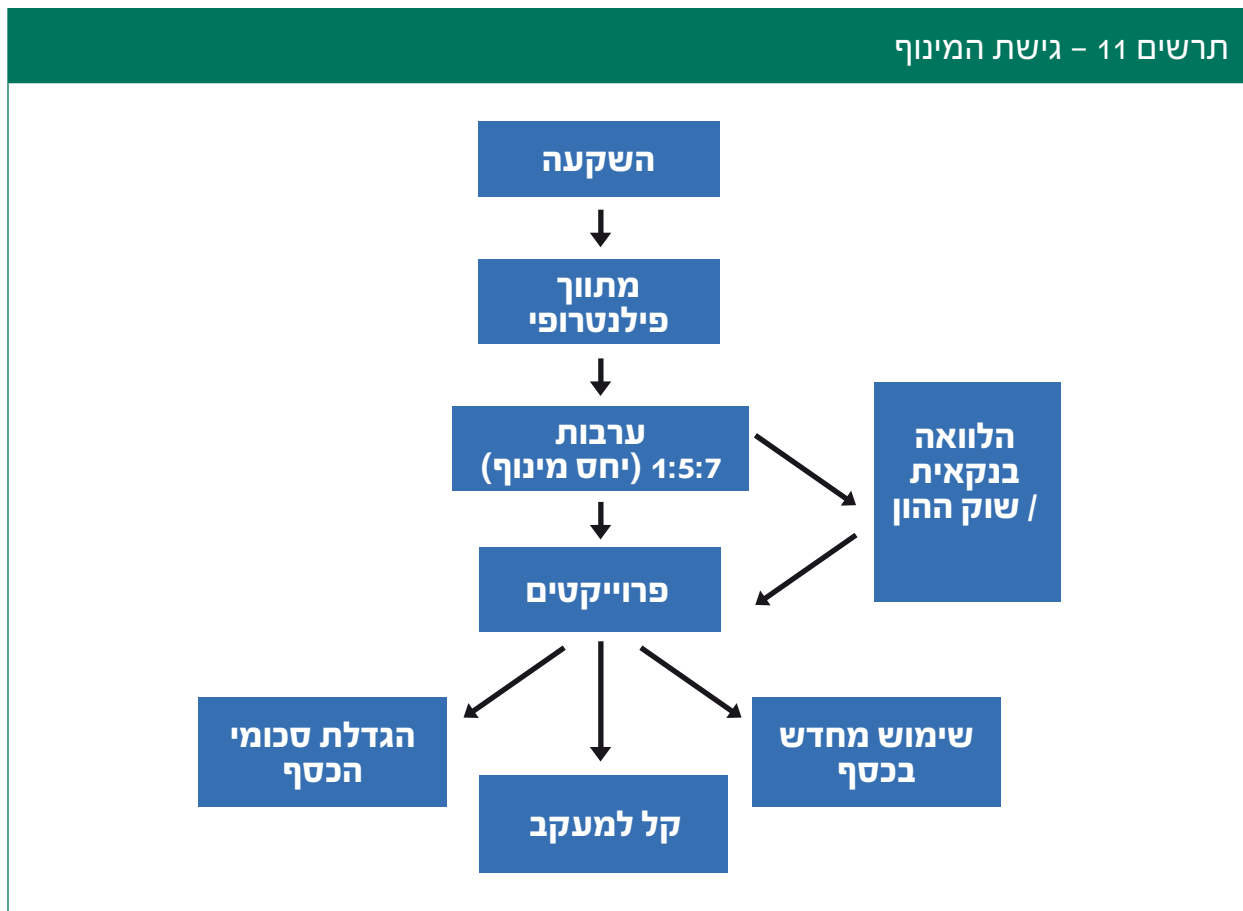 תרשים 11 – גישת המינוף
השקעה
מתווך
פילנטרופי
ערבות
1:5:7 (יחס מינוף)
הלוואה
בנקאית
/ שוק ההון
פרוייקטים
שימוש מחדש
בכסף
קל למעקב
הגדלת סכומי
הכסף